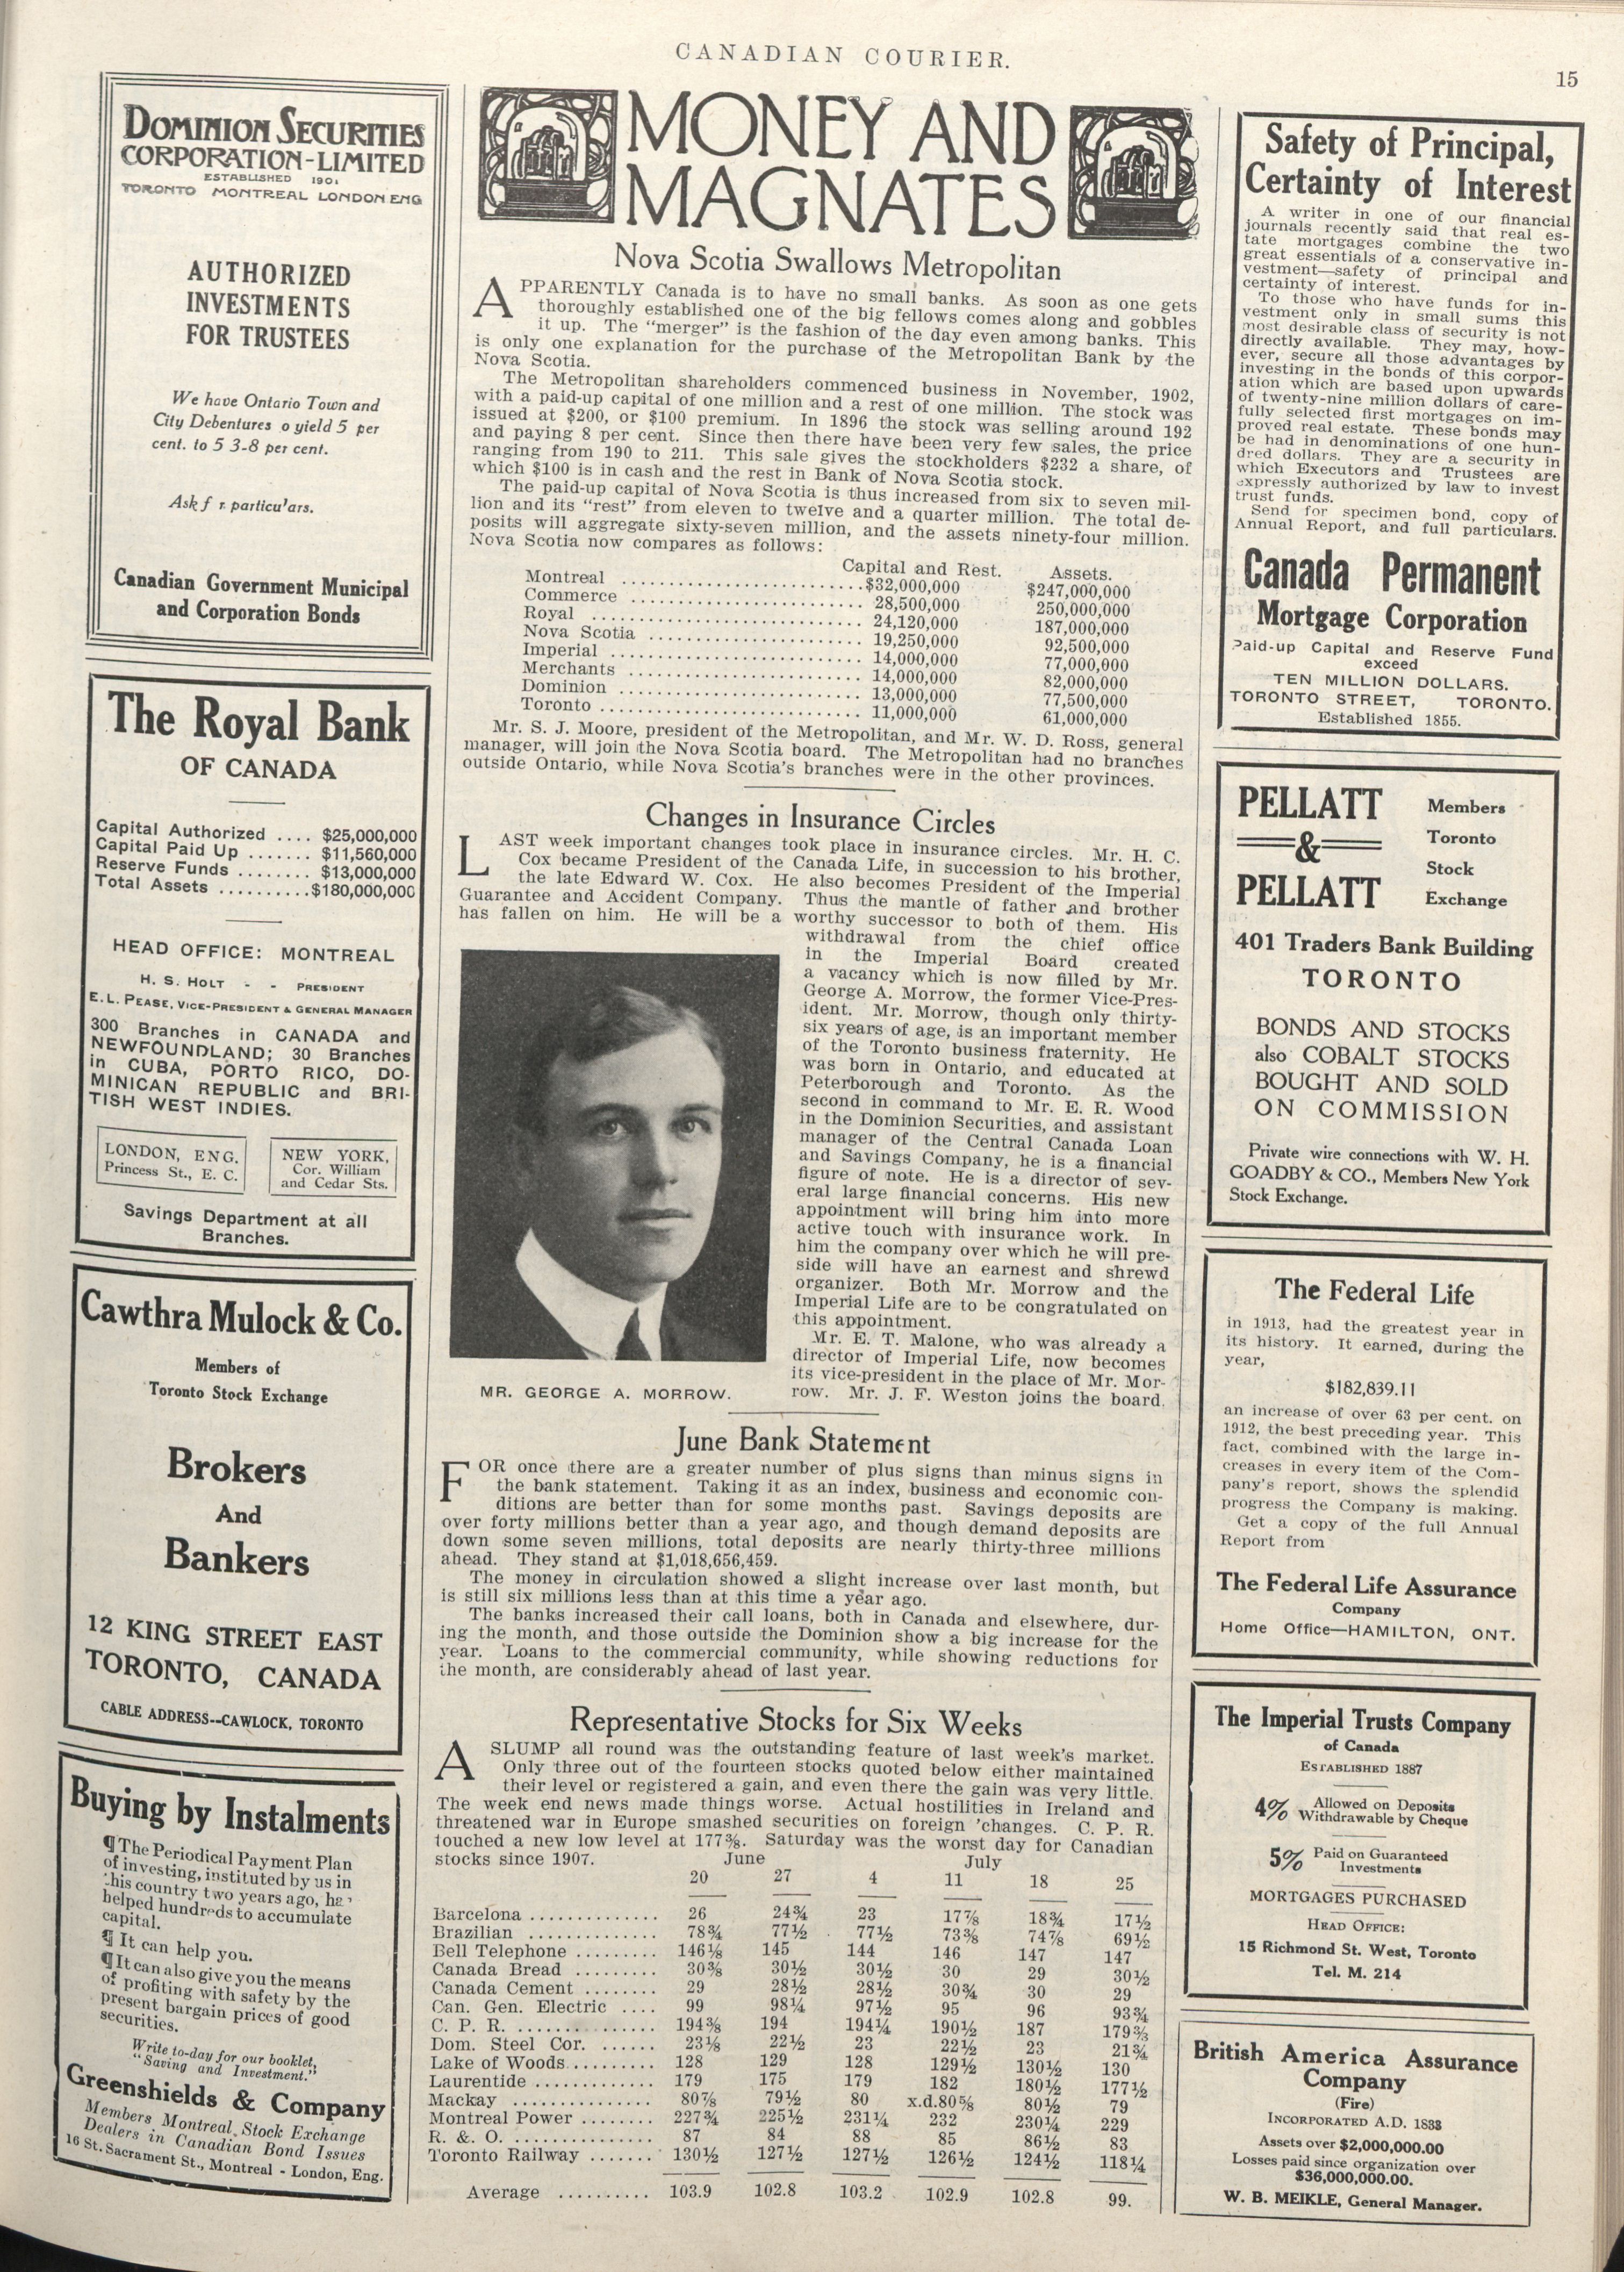 CANADIAN COURIER.
15
DOMINION SECURITIES
CORPORATION-LIMITED
ESTABLISHED 1901
TORONTO MONTREAL LONDON ENG
AUTHORIZED
INVESTMENTS
FOR TRUSTEES
We have Ontario Town and
City Debentures o yield 5 per
cent. to 5 3-8 per cent.
Ask f r particu'ars.
Canadian Government Municipal
and Corporation Bonds
The Royal Bank
OF CANADA
Capital Authorized .... $25,000,000
Capital Paid Up ....... $11,560,000
Reserve Funds ........ $13,000,000
Total Assets ..........$180,000,000
HEAD OFFICE: MONTREAL
H. S. HOLT - - PRESIDENT
E. L. PEASE, VICE-PRESIDENT & GENERAL MANAGER
300 Branches in CANADA and
NEWFOUNDLAND; 30 Branches
in CUBA, PORTO RICO, DO-
MINICAN REPUBLIC and BRI-
TISH WEST INDIES.
LONDON, ENG.
Princess St., E. C.
NEW YORK,
Cor. William
and Cedar Sts.
Savings Department at all
Branches.
Cawthra Mulock & Co.
Members of
Toronto Stock Exchange
Brokers
And
Bankers
12 KING STREET EAST
TORONTO, CANADA
CABLE ADDRESS--CAWLOCK, TORONTO
Buying by Instalments
¶ The Periodical Payment Plan
of investing, instituted by us in
this country two years ago, ha
helped hundreds to accumulate
capital.
¶ It can help you.
¶ It can also give you the means
of profiting with safety by the
present bargain prices of good
securities.
Write to-day for our booklet,
"Saving and Investment."
Greenshields & Company
Members Montreal Stock Exchange
Dealers in Canadian Bond Issues
16 St. Sacrament St., Montreal - London, Eng.
MONEY AND
MAGNATES
Nova Scotia Swallows Metropolitan
APPARENTLY Canada is to have no small banks. As soon as one gets
thoroughly established one of the big fellows comes along and gobbles
it up. The "merger" is the fashion of the day even among banks. This
is only one explanation for the purchase of the Metropolitan Bank by the
Nova Scotia.
The Metropolitan shareholders commenced business in November, 1902,
with a paid-up capital of one million and a rest of one million. The stock was
issued at $200, or $100 premium. In 1896 the stock was selling around 192
and paying 8 per cent. Since then there have been very few sales, the price
ranging from 190 to 211. This sale gives the stockholders $232 a share, of
which $100 is in cash and the rest in Bank of Nova Scotia stock.
The paid-up capital of Nova Scotia is thus increased from six to seven mil-
lion and its "rest" from eleven to twelve and a quarter million. The total de-
posits will aggregate sixty-seven million, and the assets ninety-four million.
Nova Scotia now compares as follows:
Capital and Rest. Assets.
Montreal ............................$32,000,000 $247,000,000
Commerce ........................... 28,500,000 250,000,000
Royal ............................... 24,120,000 187,000,000
Nova Scotia ........................ 19,250,000 92,500,000
Imperial ............................ 14,000,000 77,000,000
Merchants .......................... 14,000,000 82,000,000
Dominion ........................... 13,000,000 77,500,000
Toronto ............................. 11,000,000 61,000,000
Mr. S. J. Moore, president of the Metropolitan, and Mr. W. D. Ross, general
manager, will join the Nova Scotia board. The Metropolitan had no branches
outside Ontario, while Nova Scotia's branches were in the other provinces.
Changes in Insurance Circles
LAST week important changes took place in insurance circles. Mr. H. C.
Cox became President of the Canada Life, in succession to his brother,
the late Edward W. Cox. He also becomes President of the Imperial
Guarantee and Accident Company. Thus the mantle of father and brother
has fallen on him. He will be a worthy successor to both of them. His
withdrawal from the chief office
in the Imperial Board created
a vacancy which is now filled by Mr.
George A. Morrow, the former Vice-Pres-
ident. Mr. Morrow, though only thirty-
six years of age, is an important member
of the Toronto business fraternity. He
was born in Ontario, and educated at
Peterborough and Toronto. As the
second in command to Mr. E. R. Wood
in the Dominion Securities, and assistant
manager of the Central Canada Loan
and Savings Company, he is a financial
figure of note. He is a director of sev-
eral large financial concerns. His new
appointment will bring him into more
active touch with insurance work. In
him the company over which he will pre-
side will have an earnest and shrewd
organizer. Both Mr. Morrow and the
Imperial Life are to be congratulated on
this appointment.
Mr. E. T. Malone, who was already a
director of Imperial Life, now becomes
its vice-president in the place of Mr. Mor-
row. Mr. J. F. Weston joins the board.
MR. GEORGE A. MORROW.
June Bank Statement
FOR once there are a greater number of plus signs than minus signs in
the bank statement. Taking it as an index, business and economic con-
ditions are better than for some months past. Savings deposits are
over forty millions better than a year ago, and though demand deposits are
down some seven millions, total deposits are nearly thirty-three millions
ahead. They stand at $1,018,656,459.
The money in circulation showed a slight increase over last month, but
is still six millions less than at this time a year ago.
The banks increased their call loans, both in Canada and elsewhere, dur-
ing the month, and those outside the Dominion show a big increase for the
year. Loans to the commercial community, while showing reductions for
the month, are considerably ahead of last year.
Representative Stocks for Six Weeks
A SLUMP all round was the outstanding feature of last week's market.
Only three out of the fourteen stocks quoted below either maintained
their level or registered a gain, and even there the gain was very little.
The week end news made things worse. Actual hostilities in Ireland and
threatened war in Europe smashed securities on foreign 'changes. C. P. R.
touched a new low level at 177⅜. Saturday was the worst day for Canadian
stocks since 1907.
June July
20 27 4 11 18 25
Barcelona .............. 26 24¾ 23 17⅞ 18¾ 17½
Brazilian .............. 78¾ 77½ 77½ 73⅜ 74⅞ 69½
Bell Telephone ......... 146⅛ 145 144 146 147 147
Canada Bread ......... 30⅜ 30½ 30½ 30 29 30½
Canada Cement ........ 29 28½ 28½ 30¾ 30 29
Can. Gen. Electric .... 99 98¼ 97½ 95 96 93¾
C. P. R. ............... 194⅜ 194 194¼ 190½ 187 179⅜
Dom. Steel Cor. ...... 23⅛ 22½ 23 22½ 23 21¾
Lake of Woods......... 128 129 128 129½ 130½ 130
Laurentide ............. 179 175 179 182 180½ 177½
Mackay ............... 80⅞ 79½ 80 x.d.80⅝ 80½ 79
Montreal Power ........ 227¾ 225½ 231¼ 232 230¼ 229
R. & O. ............... 87 84 88 85 86½ 83
Toronto Railway ....... 130½ 127½ 127½ 126½ 124½ 118¼
Average .......... 103.9 102.8 103.2 102.9 102.8 99.
Safety of Principal,
Certainty of Interest
A writer in one of our financial
journals recently said that real es-
tate mortgages combine the two
great essentials of a conservative in-
vestment—safety of principal and
certainty of interest.
To those who have funds for in-
vestment only in small sums this
most desirable class of security is not
directly available. They may, how-
ever, secure all those advantages by
investing in the bonds of this corpor-
ation which are based upon upwards
of twenty-nine million dollars of care-
fully selected first mortgages on im-
proved real estate. These bonds may
be had in denominations of one hun-
dred dollars. They are a security in
which Executors and Trustees are
expressly authorized by law to invest
trust funds.
Send for specimen bond, copy of
Annual Report, and full particulars.
Canada Permanent
Mortgage Corporation
Paid-up Capital and Reserve Fund
exceed
TEN MILLION DOLLARS.
TORONTO STREET, TORONTO.
Established 1855.
PELLATT
&
PELLATT
Members
Toronto
Stock
Exchange
401 Traders Bank Building
TORONTO
BONDS AND STOCKS
also COBALT STOCKS
BOUGHT AND SOLD
ON COMMISSION
Private wire connections with W. H.
GOADBY & CO., Members New York
Stock Exchange.
The Federal Life
in 1913, had the greatest year in
its history. It earned, during the
year,
$182,839.11
an increase of over 63 per cent. on
1912, the best preceding year. This
fact, combined with the large in-
creases in every item of the Com-
pany's report, shows the splendid
progress the Company is making.
Get a copy of the full Annual
Report from
The Federal Life Assurance
Company
Home Office—HAMILTON, ONT.
The Imperial Trusts Company
of Canada
ESTABLISHED 1887
4% Allowed on Deposits
Withdrawable by Cheque
5% Paid on Guaranteed
Investments
MORTGAGES PURCHASED
HEAD OFFICE:
15 Richmond St. West, Toronto
Tel. M. 214
British America Assurance
Company
(Fire)
INCORPORATED A.D. 1833
Assets over $2,000,000.00
Losses paid since organization over
$36,000,000.00.
W. B. MEIKLE, General Manager.